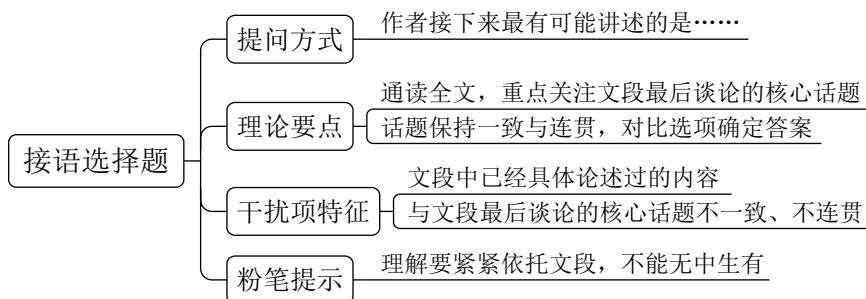 接语选择题
提问方式
作者接下来最有可能讲述的是……
理论要点
通读全文，重点关注文段最后谈论的核心话题
话题保持一致与连贯，对比选项确定答案
干扰项特征
文段中已经具体论述过的内容
与文段最后谈论的核心话题不一致、不连贯
粉笔提示
理解要紧紧依托文段，不能无中生有